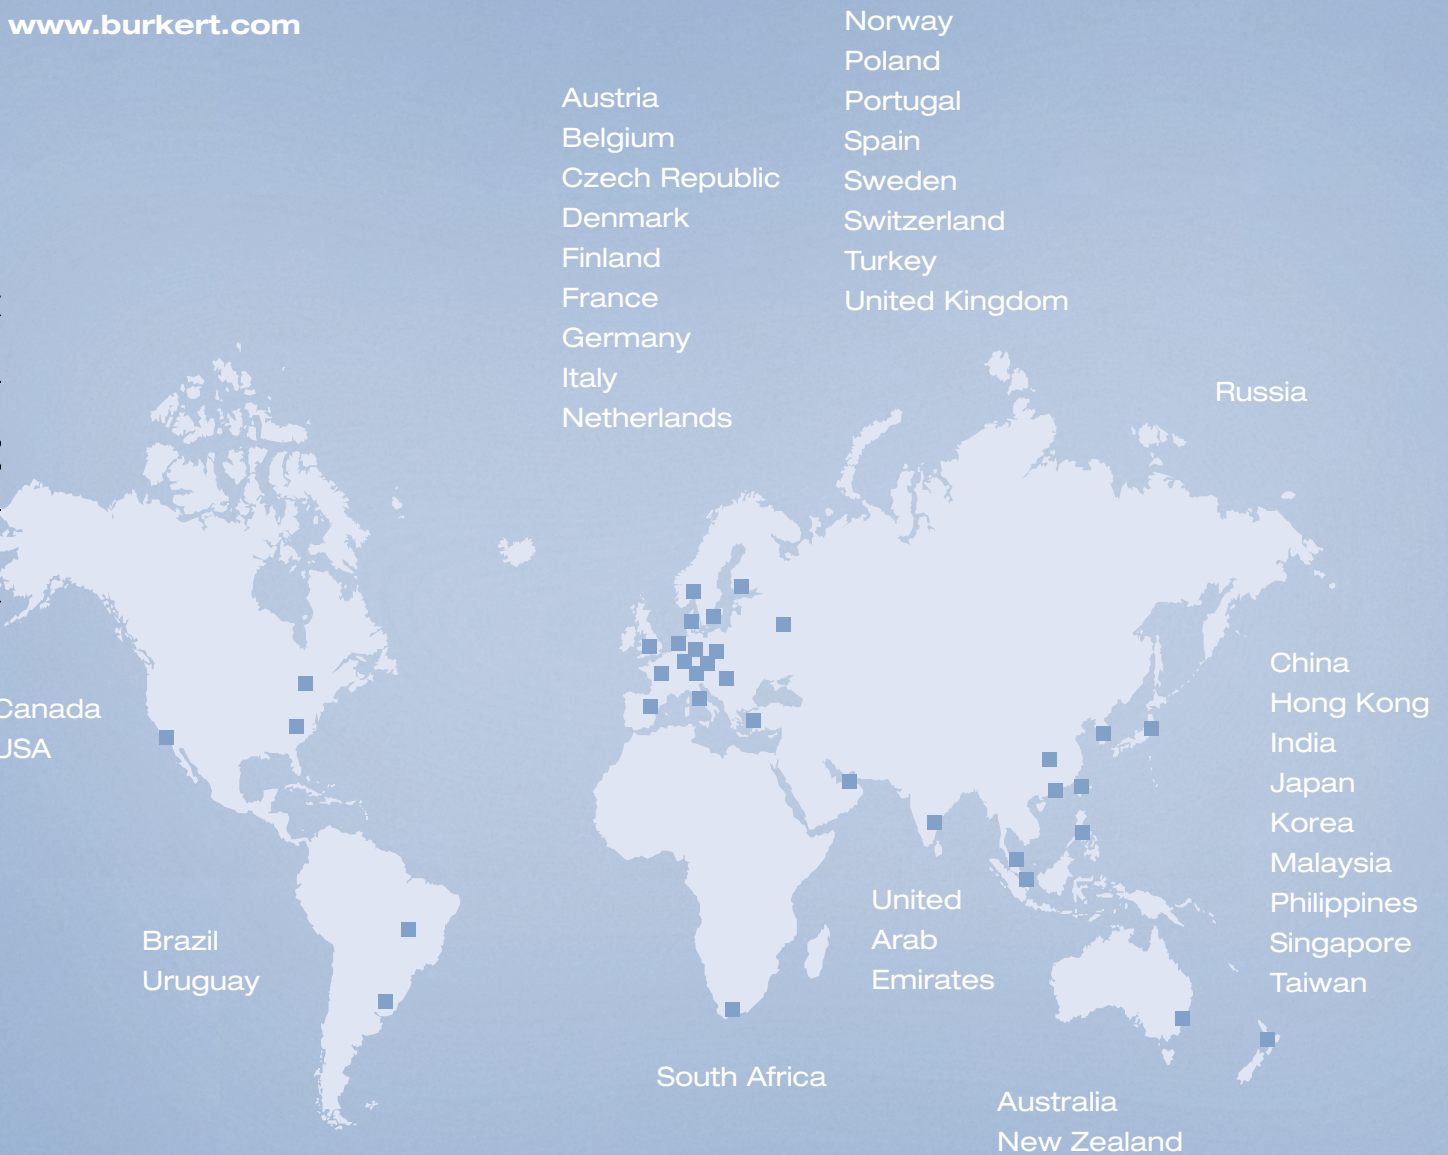 www.burkert.com
Austria
Belgium
Czech Republic
Denmark
Finland
France
Germany
Italy
Netherlands
Norway
Poland
Portugal
Spain
Sweden
Switzerland
Turkey
United Kingdom
Russia
Canada
USA
China
Hong Kong
India
Japan
Korea
Malaysia
Philippines
Singapore
Taiwan
Brazil
Uruguay
United
Arab
Emirates
South Africa
Australia
New Zealand